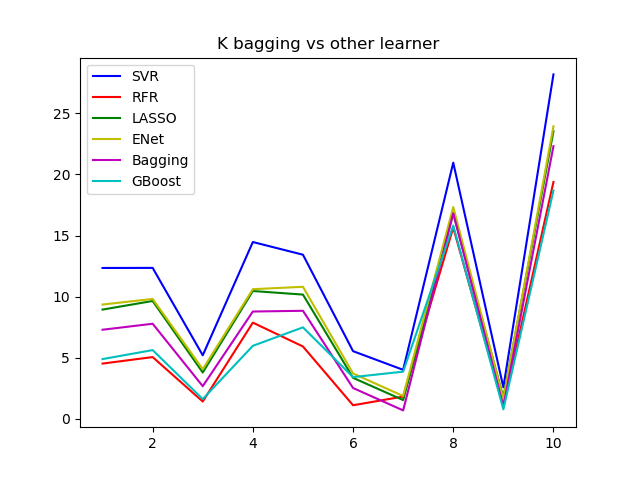 K bagging vs other learner
SVR
RFR
LASSO
ENet
Bagging
GBoost
25
20
15
10
5
0
2 4 6 8 10